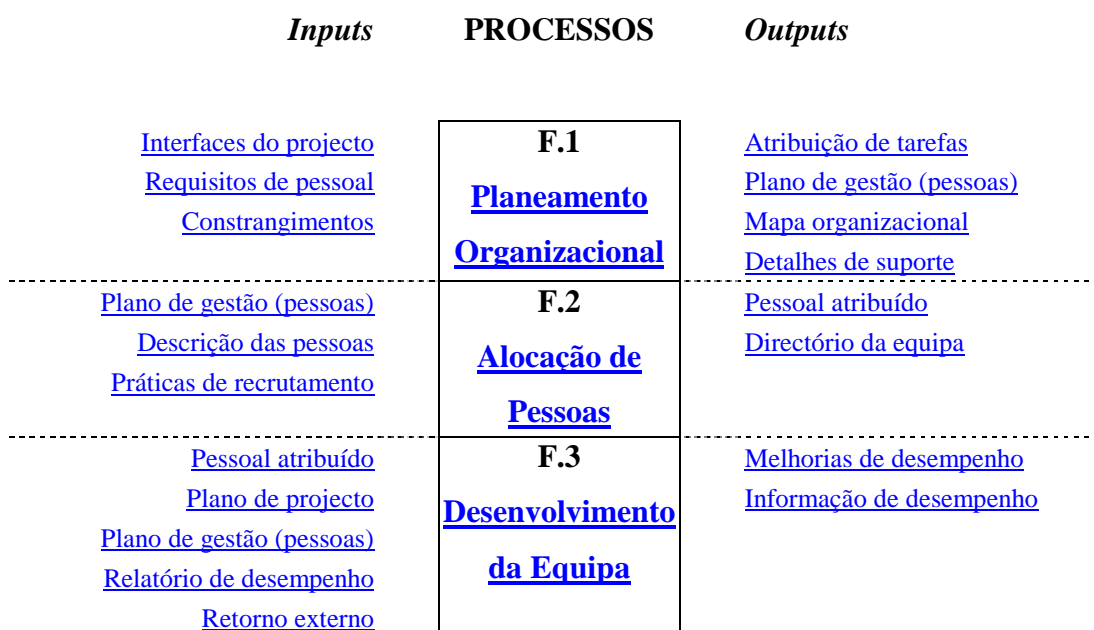 Inputs PROCESSOS Outputs
Interfaces do projecto
Requisitos de pessoal
Constrangimentos
F.1
Planeamento
Organizacional
Atribuição de tarefas
Plano de gestão (pessoas)
Mapa organizacional
Detalhes de suporte
Plano de gestão (pessoas)
Descrição das pessoas
Práticas de recrutamento
F.2
Alocação de
Pessoas
Pessoal atribuído
Directório da equipa
Pessoal atribuído
Plano de projecto
Plano de gestão (pessoas)
Relatório de desempenho
Retorno externo
F.3
Desenvolvimento
da Equipa
Melhorias de desempenho
Informação de desempenho